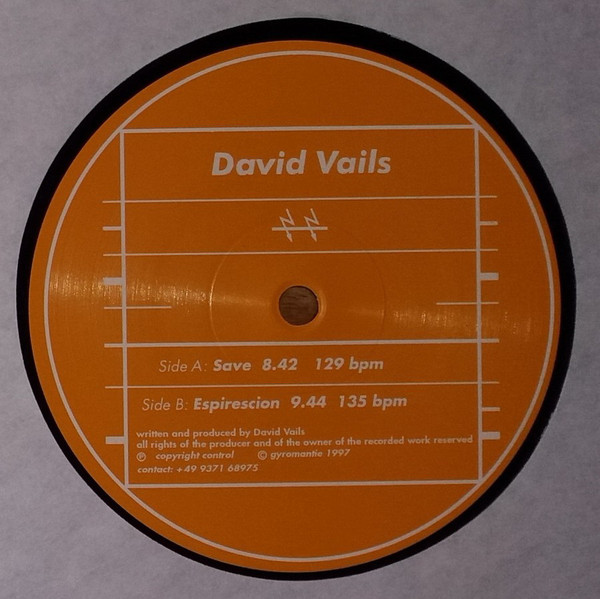 David Vails
Side A: Save 8.42 129 bpm
Side B: Espirescion 9.44 135 bpm
written and produced by David Vails
all rights of the producer and of the owner of the recorded work reserved
℗ copyright control © gyromantie 1997
contact: +49 9371 68975